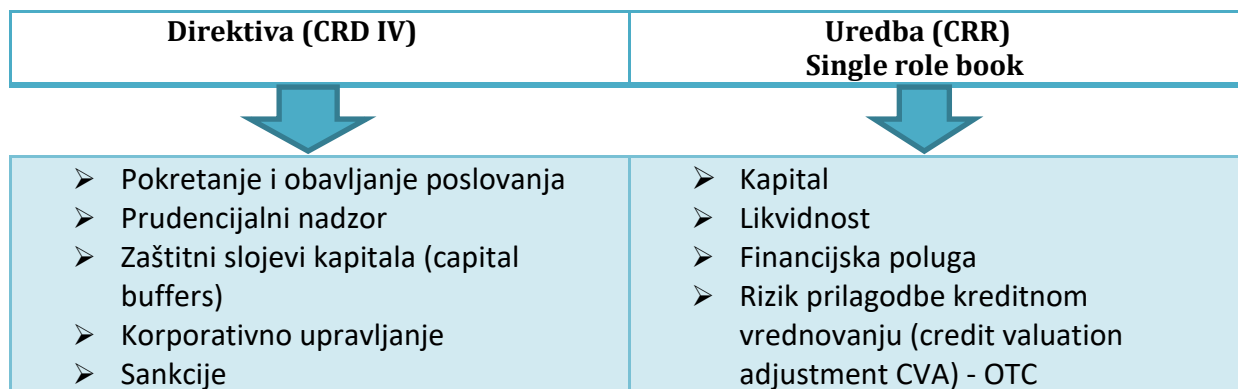 Direktiva (CRD IV)
Uredba (CRR)
Single role book
➢ Pokretanje i obavljanje poslovanja
➢ Prudencijalni nadzor
➢ Zaštitni slojevi kapitala (capital
buffers)
➢ Korporativno upravljanje
➢ Sankcije
➢ Kapital
➢ Likvidnost
➢ Financijska poluga
➢ Rizik prilagodbe kreditnom
vrednovanju (credit valuation
adjustment CVA) - OTC